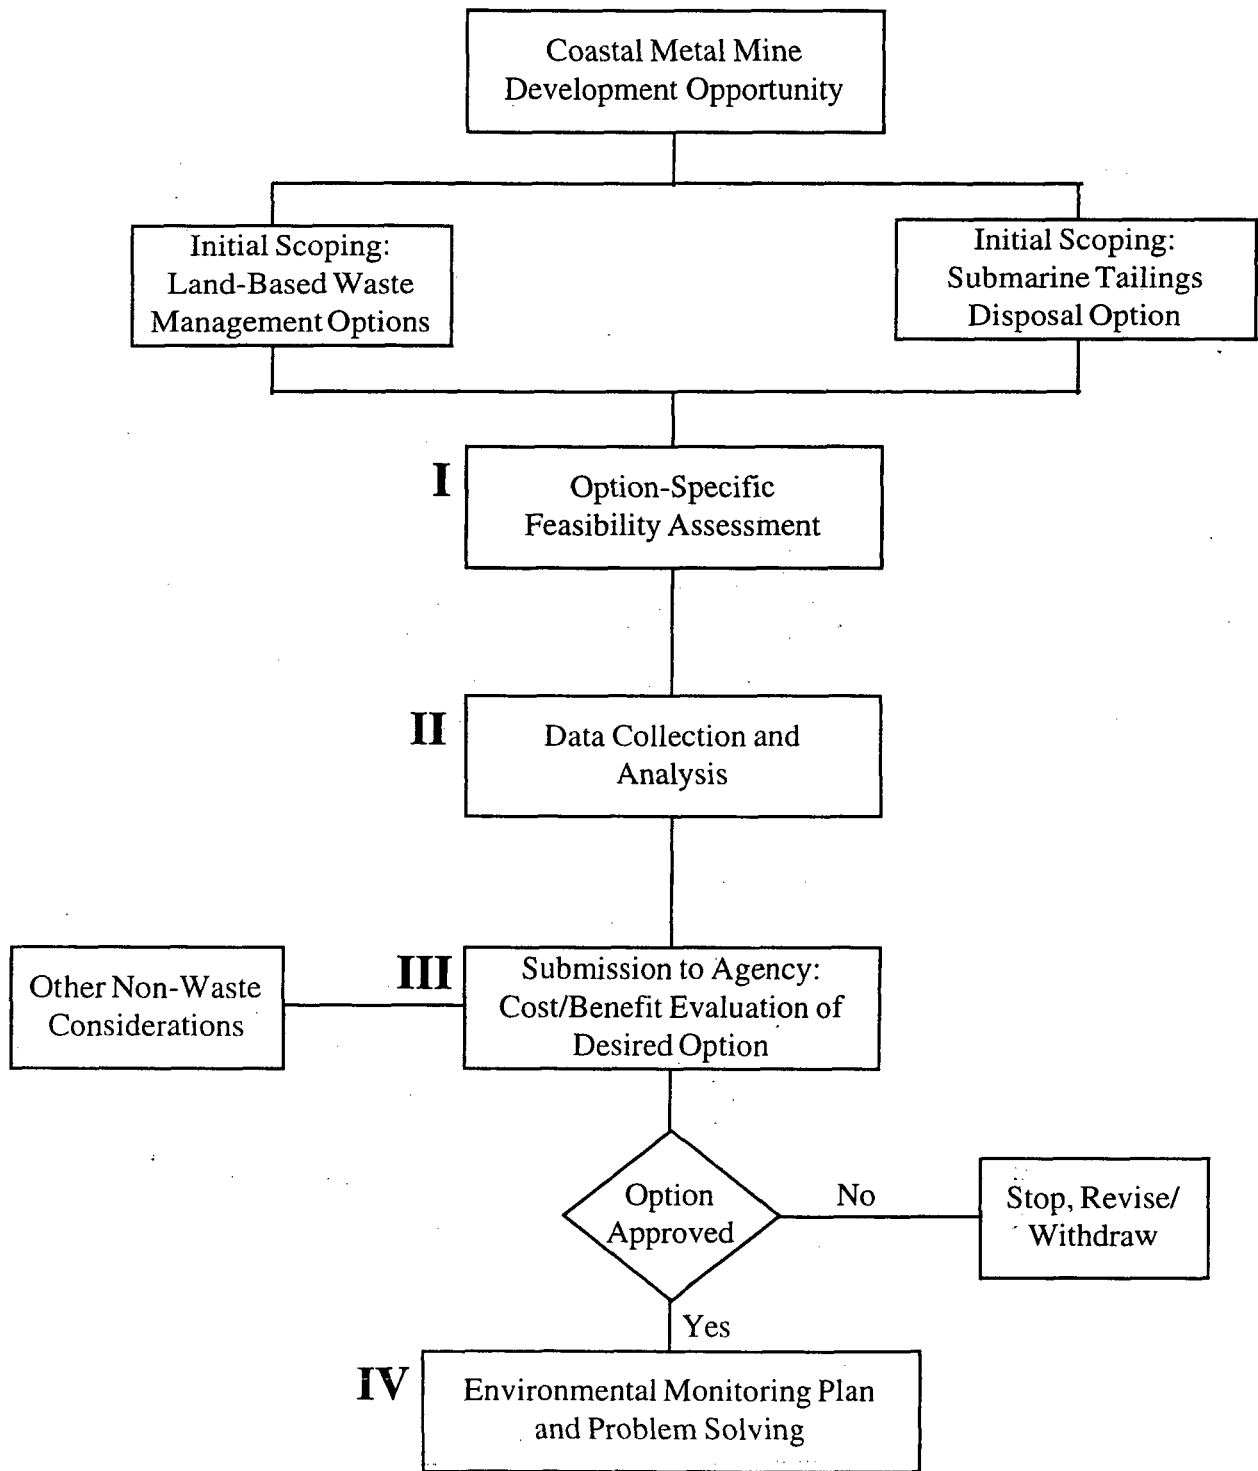 Coastal Metal Mine
Development Opportunity
Initial Scoping:
Land-Based Waste
Management Options
Initial Scoping:
Submarine Tailings
Disposal Option
I
Option-Specific
Feasibility Assessment
II
Data Collection and
Analysis
Other Non-Waste
Considerations
III
Submission to Agency:
Cost/Benefit Evaluation of
Desired Option
Option
Approved
No
Stop, Revise/
Withdraw
Yes
IV
Environmental Monitoring Plan
and Problem Solving